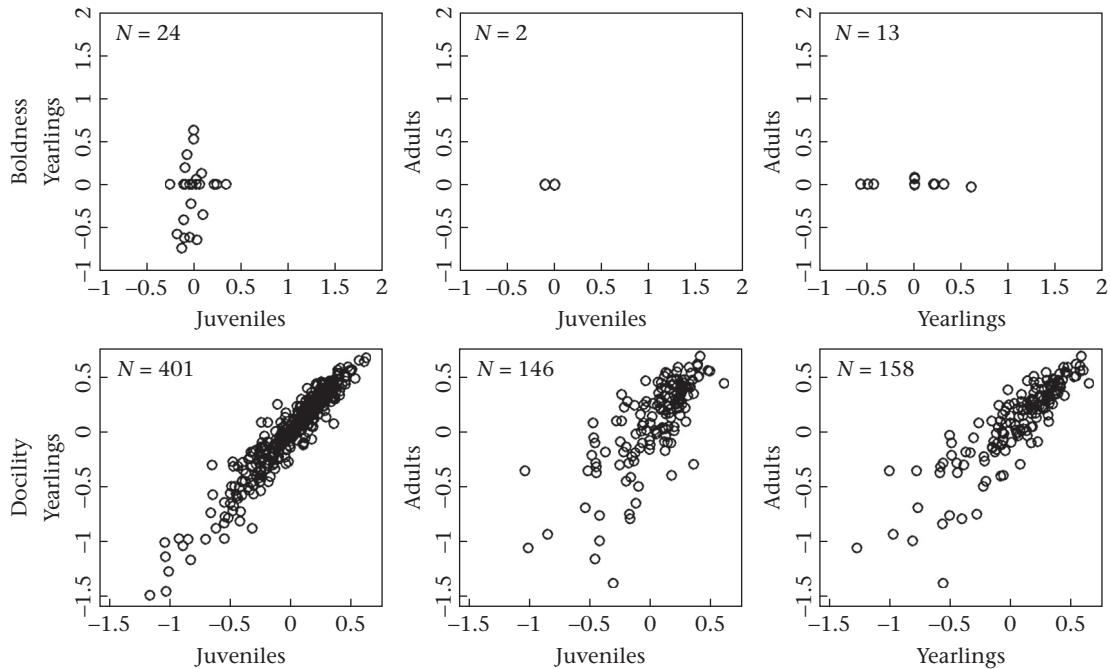 Boldness
Yearlings
2
1.5
1
0.5
0
−0.5
−1
N = 24
−1 −0.5 0 0.5 1 1.5 2
Juveniles
Adults
2
1.5
1
0.5
0
−0.5
−1
N = 2
−1 −0.5 0 0.5 1 1.5 2
Juveniles
Adults
2
1.5
1
0.5
0
−0.5
−1
N = 13
−1 −0.5 0 0.5 1 1.5 2
Yearlings
Docility
Yearlings
0.5
0
−0.5
−1
−1.5
N = 401
−1.5 −1 −0.5 0 0.5
Juveniles
Adults
0.5
0
−0.5
−1
−1.5
N = 146
−1.5 −1 −0.5 0 0.5
Juveniles
Adults
0.5
0
−0.5
−1
−1.5
N = 158
−1.5 −1 −0.5 0 0.5
Yearlings